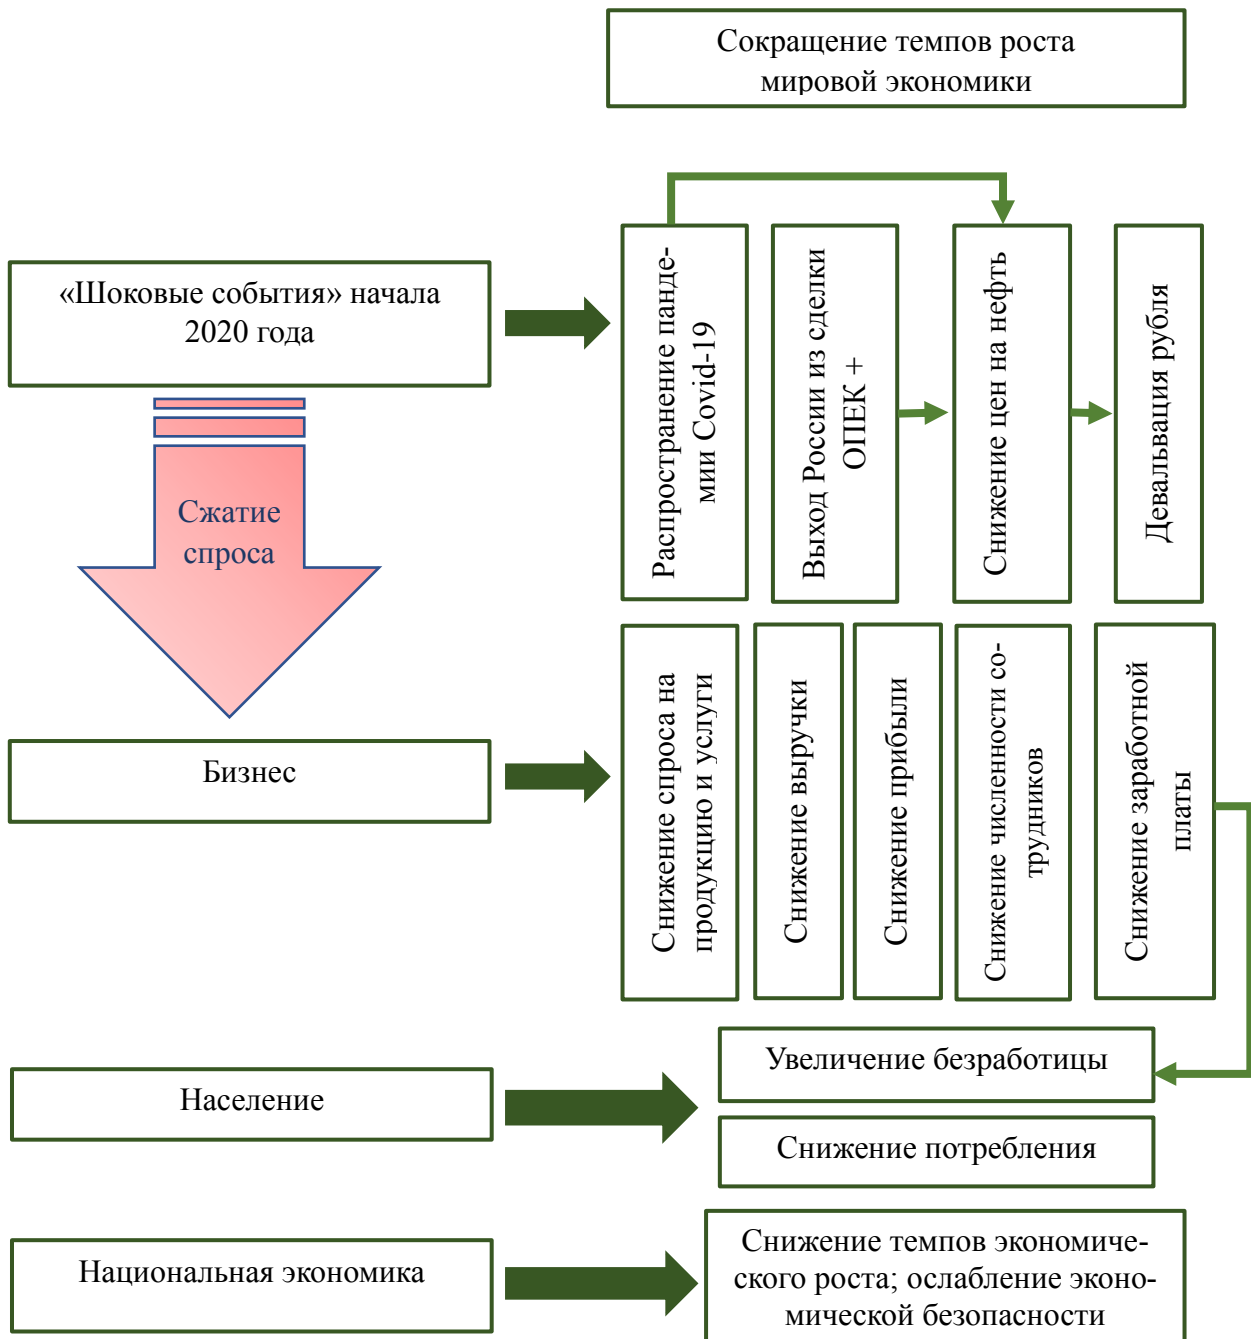 Сокращение темпов роста
мировой экономики
«Шоковые события» начала
2020 года
Распространение панде-
мии Covid-19
Выход России из сделки
ОПЕК +
Снижение цен на нефть
Девальвация рубля
Сжатие
спроса
Бизнес
Снижение спроса на
продукцию и услуги
Снижение выручки
Снижение прибыли
Снижение численности со-
трудников
Снижение заработной
платы
Население
Увеличение безработицы
Снижение потребления
Национальная экономика
Снижение темпов экономиче-
ского роста; ослабление эконо-
мической безопасности